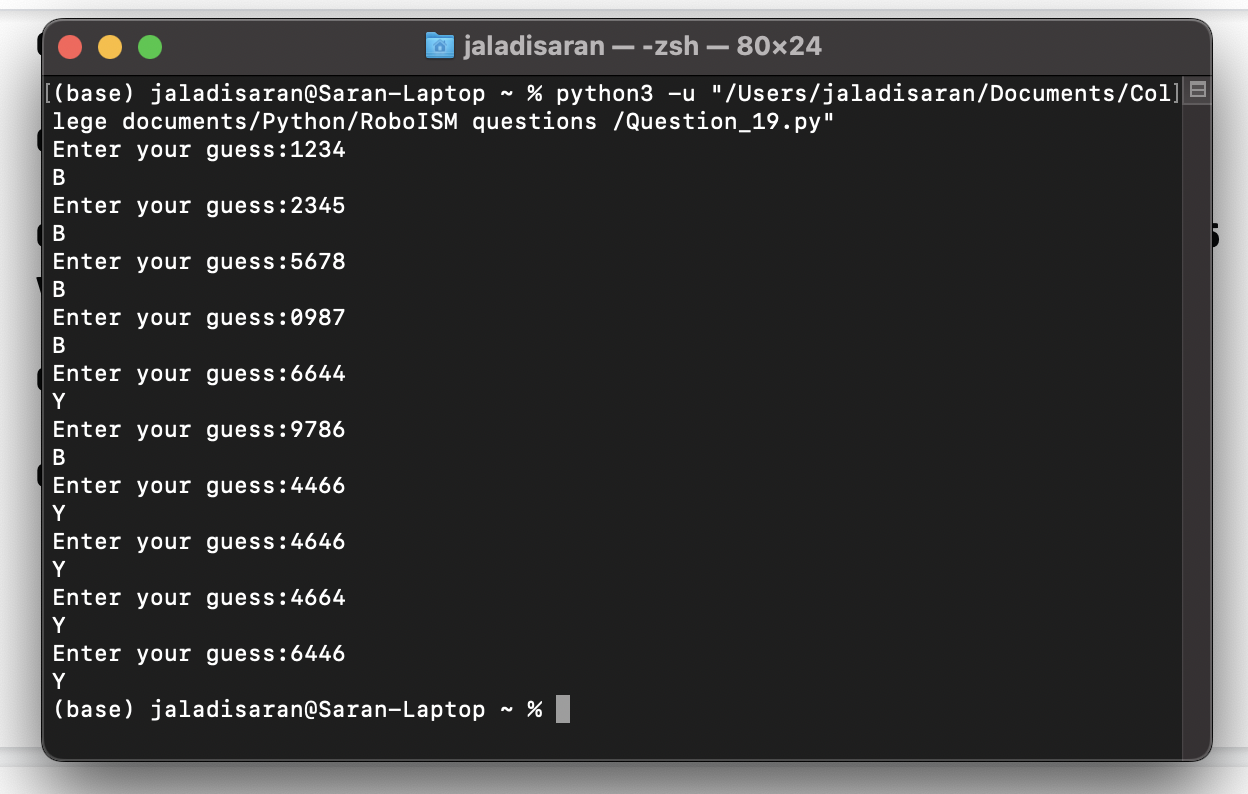 jaladisaran — -zsh — 80×24
[(base) jaladisaran@Saran-Laptop ~ % python3 -u "/Users/jaladisaran/Documents/Col]
lege documents/Python/RoboISM questions /Question_19.py"
Enter your guess:1234
B
Enter your guess:2345
B
Enter your guess:5678
B
Enter your guess:0987
B
Enter your guess:6644
Y
Enter your guess:9786
B
Enter your guess:4466
Y
Enter your guess:4646
Y
Enter your guess:4664
Y
Enter your guess:6446
Y
(base) jaladisaran@Saran-Laptop ~ %